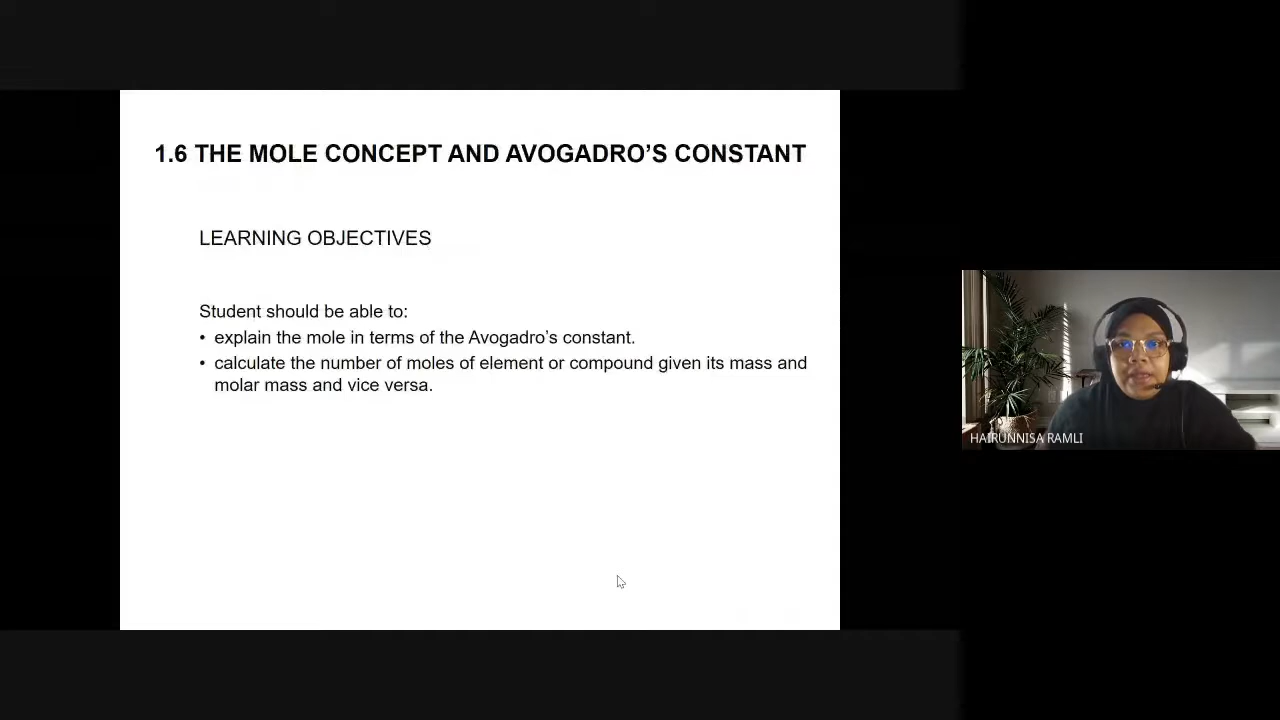 1.6 THE MOLE CONCEPT AND AVOGADRO’S CONSTANT
LEARNING OBJECTIVES
Student should be able to:
• explain the mole in terms of the Avogadro’s constant.
• calculate the number of moles of element or compound given its mass and
molar mass and vice versa.
HAIRUNNISA RAMLI